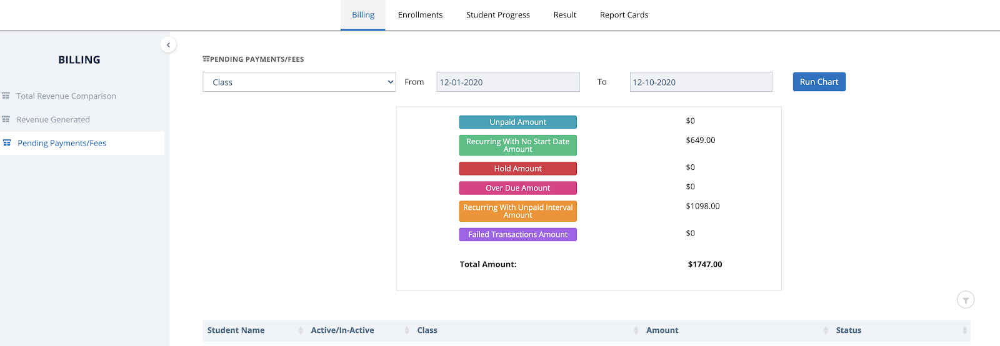 Billing Enrollments Student Progress Result Report Cards
BILLING
Total Revenue Comparison
Revenue Generated
Pending Payments/Fees
PENDING PAYMENTS/FEES
Class From 12-01-2020 To 12-10-2020 Run Chart
Unpaid Amount $0
Recurring With No Start Date
Amount $649.00
Hold Amount $0
Over Due Amount $0
Recurring With Unpaid Interval
Amount $1098.00
Failed Transactions Amount $0
Total Amount: $1747.00
Student Name Active/In-Active Class Amount Status